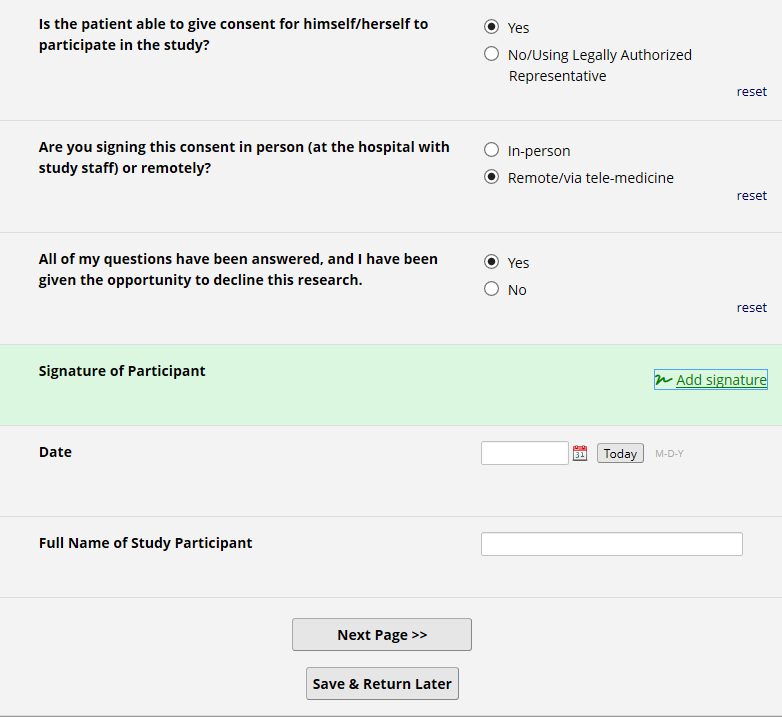 Is the patient able to give consent for himself/herself to
participate in the study?
Yes
No/Using Legally Authorized
Representative
reset
Are you signing this consent in person (at the hospital with
study staff) or remotely?
In-person
Remote/via tele-medicine
reset
All of my questions have been answered, and I have been
given the opportunity to decline this research.
Yes
No
reset
Signature of Participant
Add signature
Date
31
Today
M-D-Y
Full Name of Study Participant
Next Page >>
Save & Return Later